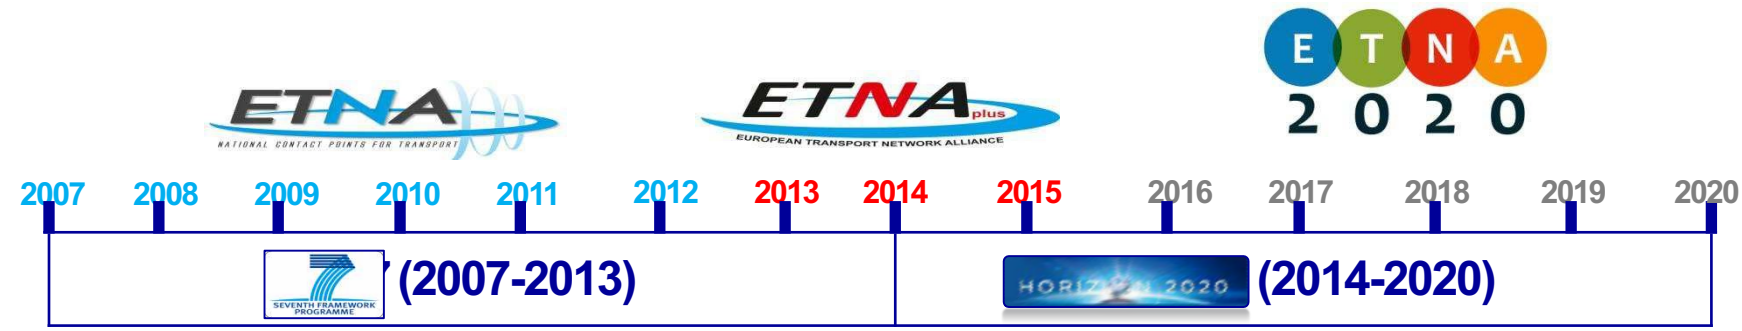 ETNA
NATIONAL CONTACT POINTS FOR TRANSPORT
ETNA plus
EUROPEAN TRANSPORT NETWORK ALLIANCE
E T N A
2 0 2 0
2007 2008 2009 2010 2011 2012 2013 2014 2015 2016 2017 2018 2019 2020
7
SEVENTH FRAMEWORK
PROGRAMME
(2007-2013)
HORIZON 2020
(2014-2020)